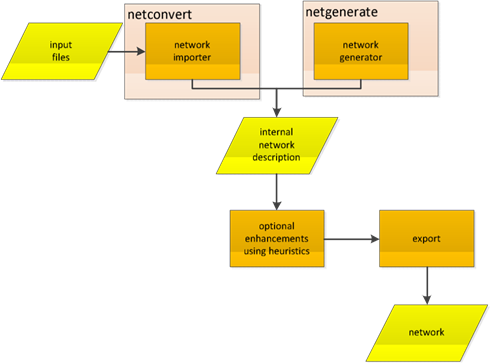 netconvert
netgenerate
input
files
network
importer
network
generator
internal
network
description
optional
enhancements
using heuristics
export
network